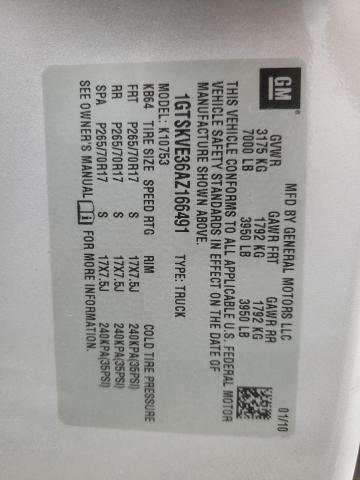 GM
MFD BY GENERAL MOTORS LLC
01/10
GVWR GAWR FRT GAWR RR
3175 KG 1792 KG 1792 KG
7000 LB 3950 LB 3950 LB
THIS VEHICLE CONFORMS TO ALL APPLICABLE U.S. FEDERAL MOTOR
VEHICLE SAFETY STANDARDS IN EFFECT ON THE DATE OF
MANUFACTURE SHOWN ABOVE.
1GTSKVE36AZ166491 TYPE: TRUCK
MODEL: K10753
KB64 TIRE SIZE SPEED RTG RIM COLD TIRE PRESSURE
FRT P265/70R17 S 17X7.5J 240KPA(35PSI)
RR P265/70R17 S 17X7.5J 240KPA(35PSI)
SPA P265/70R17 S 17X7.5J 240KPA(35PSI)
SEE OWNER'S MANUAL FOR MORE INFORMATION.